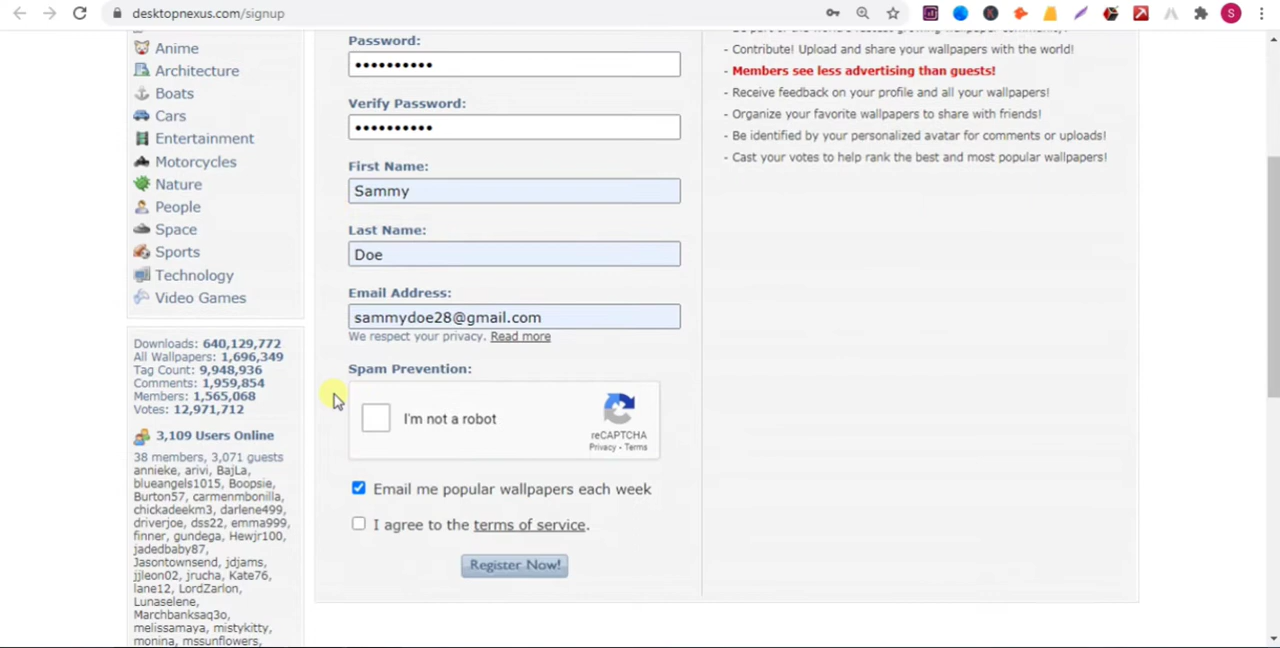 desktopnexus.com/signup
S
Anime
Architecture
Boats
Cars
Entertainment
Motorcycles
Nature
People
Space
Sports
Technology
Video Games
Downloads: 640,129,772
All Wallpapers: 1,696,349
Tag Count: 9,948,936
Comments: 1,959,854
Members: 1,565,068
Votes: 12,971,712
3,109 Users Online
38 members, 3,071 guests
annieke, arivi, BajLa,
blueangels1015, Boopsie,
Burton57, carmenmbonilla,
chickadeekm3, darlene499,
driverjoe, dss22, emma999,
finner, gundega, Hewjr100,
jadedbaby87,
Jasontownsend, jdjams,
jjleon02, jrucha, Kate76,
lane12, LordZarlon,
Lunaselene,
Marchbanksaq3o,
melissamaya, mistykitty,
monina, mssunflowers,
Password:
••••••••••
Verify Password:
••••••••••
First Name:
Sammy
Last Name:
Doe
Email Address:
sammydoe28@gmail.com
We respect your privacy. Read more
Spam Prevention:
I'm not a robot
reCAPTCHA
Privacy - Terms
Email me popular wallpapers each week
I agree to the terms of service.
Register Now!
- Contribute! Upload and share your wallpapers with the world!
- Members see less advertising than guests!
- Receive feedback on your profile and all your wallpapers!
- Organize your favorite wallpapers to share with friends!
- Be identified by your personalized avatar for comments or uploads!
- Cast your votes to help rank the best and most popular wallpapers!